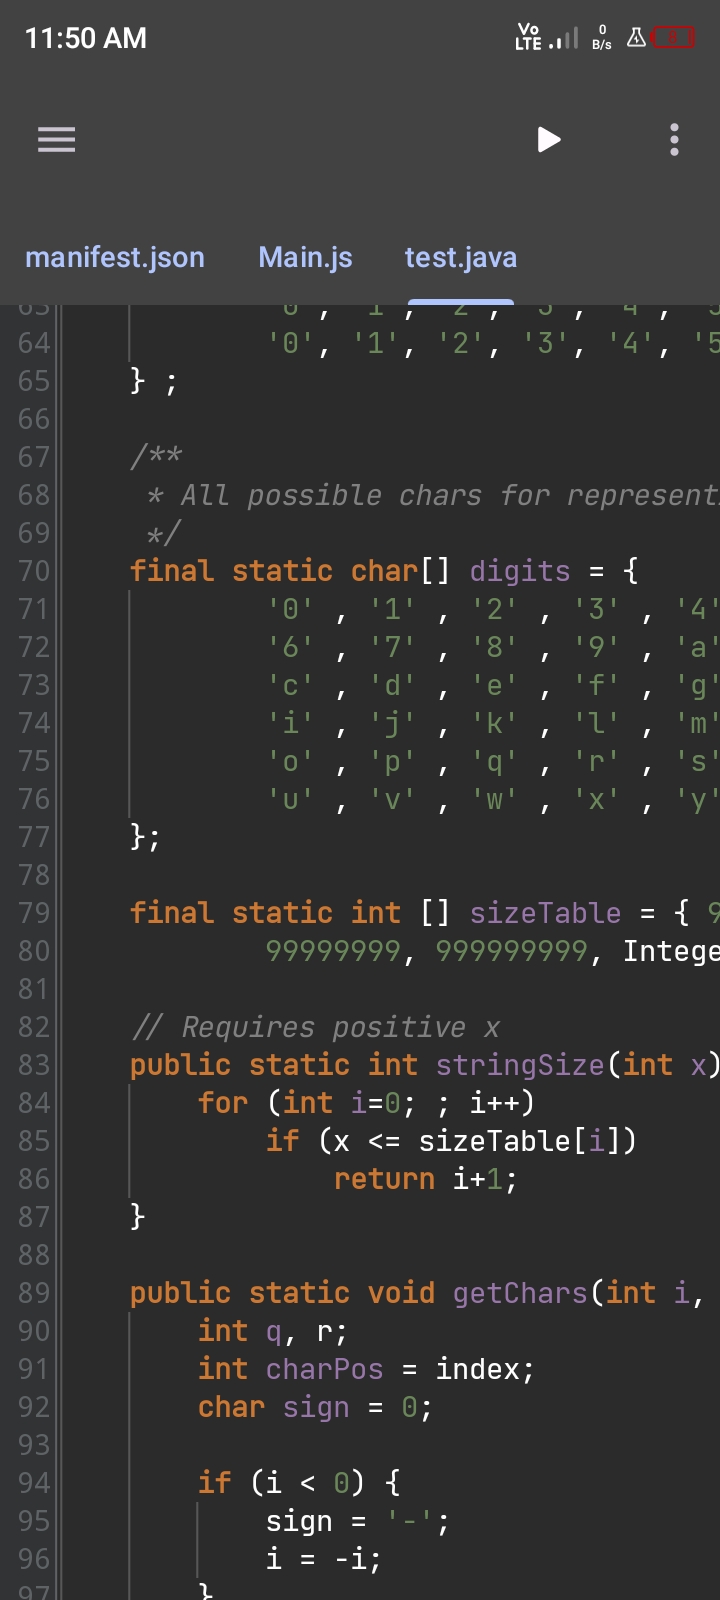 11:50 AM
Vo LTE 0 B/s
manifest.json Main.js test.java
63 '0', '1', '2', '3', '4',
64 '0', '1', '2', '3', '4', '5
65 } ;
66
67 /**
68 * All possible chars for represent
69 */
70 final static char[] digits = {
71 '0' , '1' , '2' , '3' , '4'
72 '6' , '7' , '8' , '9' , 'a'
73 'c' , 'd' , 'e' , 'f' , 'g'
74 'i' , 'j' , 'k' , 'l' , 'm'
75 'o' , 'p' , 'q' , 'r' , 's'
76 'u' , 'v' , 'w' , 'x' , 'y'
77 };
78
79 final static int [] sizeTable = { 9
80 99999999, 999999999, Intege
81
82 // Requires positive x
83 public static int stringSize(int x)
84 for (int i=0; ; i++)
85 if (x <= sizeTable[i])
86 return i+1;
87 }
88
89 public static void getChars(int i,
90 int q, r;
91 int charPos = index;
92 char sign = 0;
93
94 if (i < 0) {
95 sign = '-';
96 i = -i;
97 }